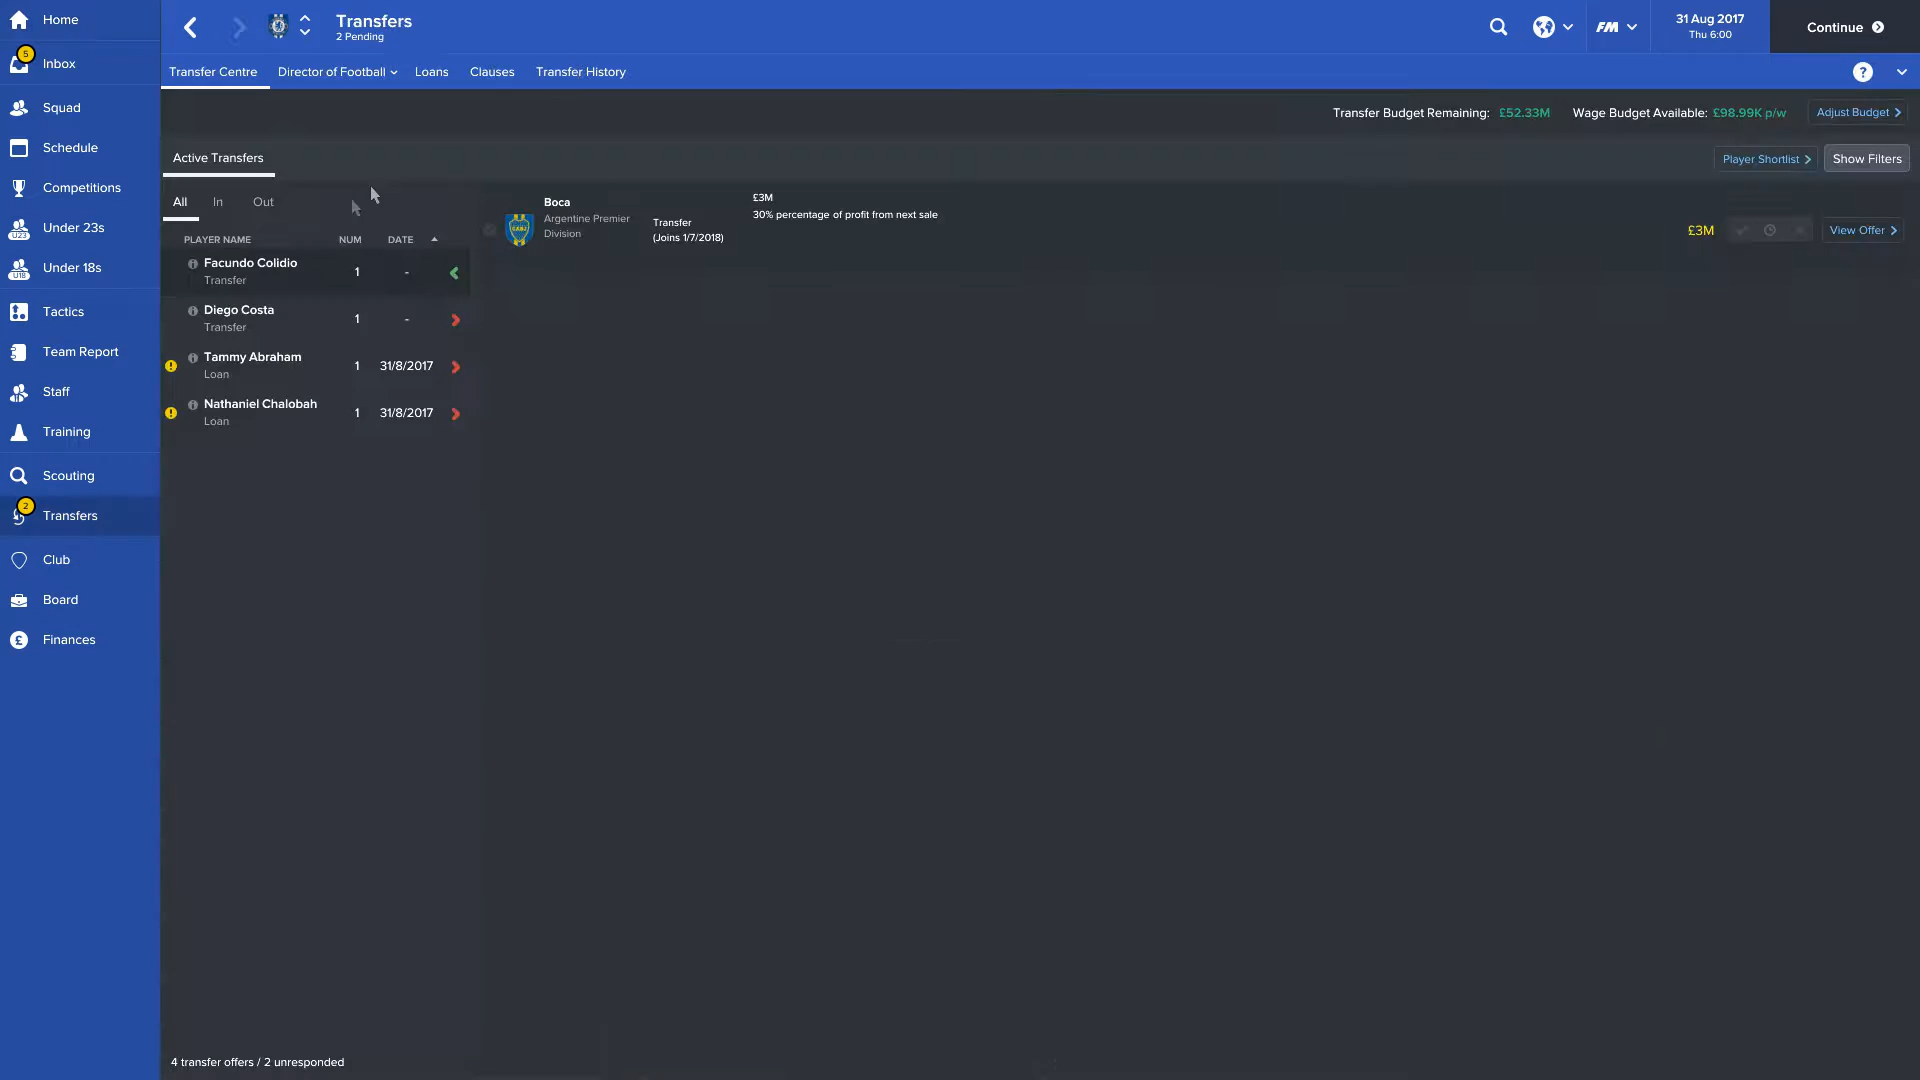 Home
5
Inbox
Squad
Schedule
Competitions
U23
Under 23s
U18
Under 18s
Tactics
Team Report
Staff
Training
Scouting
2
Transfers
Club
Board
£
Finances
Transfers
2 Pending
FM
31 Aug 2017
Thu 6:00
Continue
Transfer Centre
Director of Football
Loans
Clauses
Transfer History
?
Transfer Budget Remaining: £52.33M
Wage Budget Available: £98.99K p/w
Adjust Budget
Active Transfers
Player Shortlist
Show Filters
All
In
Out
PLAYER NAME
NUM
DATE
Facundo Colidio
Transfer
1
-
Diego Costa
Transfer
1
-
Tammy Abraham
Loan
1
31/8/2017
Nathaniel Chalobah
Loan
1
31/8/2017
Boca
Argentine Premier
Division
Transfer
(Joins 1/7/2018)
£3M
30% percentage of profit from next sale
£3M
View Offer
4 transfer offers / 2 unresponded